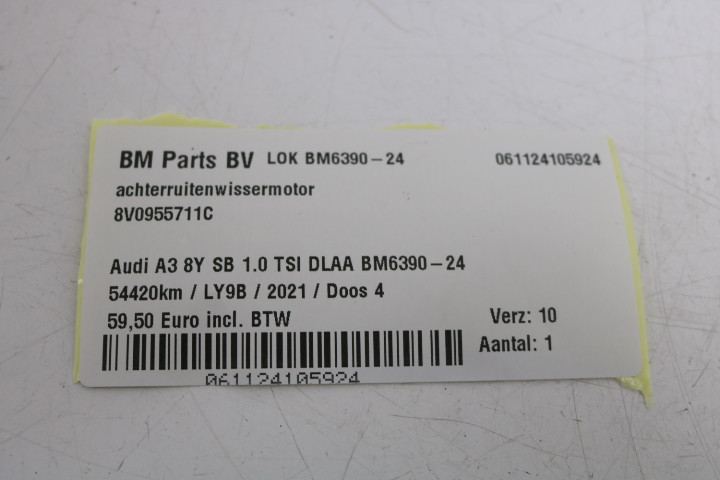 BM Parts BV LOK BM6390-24 061124105924
achterruitenwissermotor
8V0955711C
Audi A3 8Y SB 1.0 TSI DLAA BM6390-24
54420km / LY9B / 2021 / Doos 4
59,50 Euro incl. BTW Verz: 10
Aantal: 1
061124105924